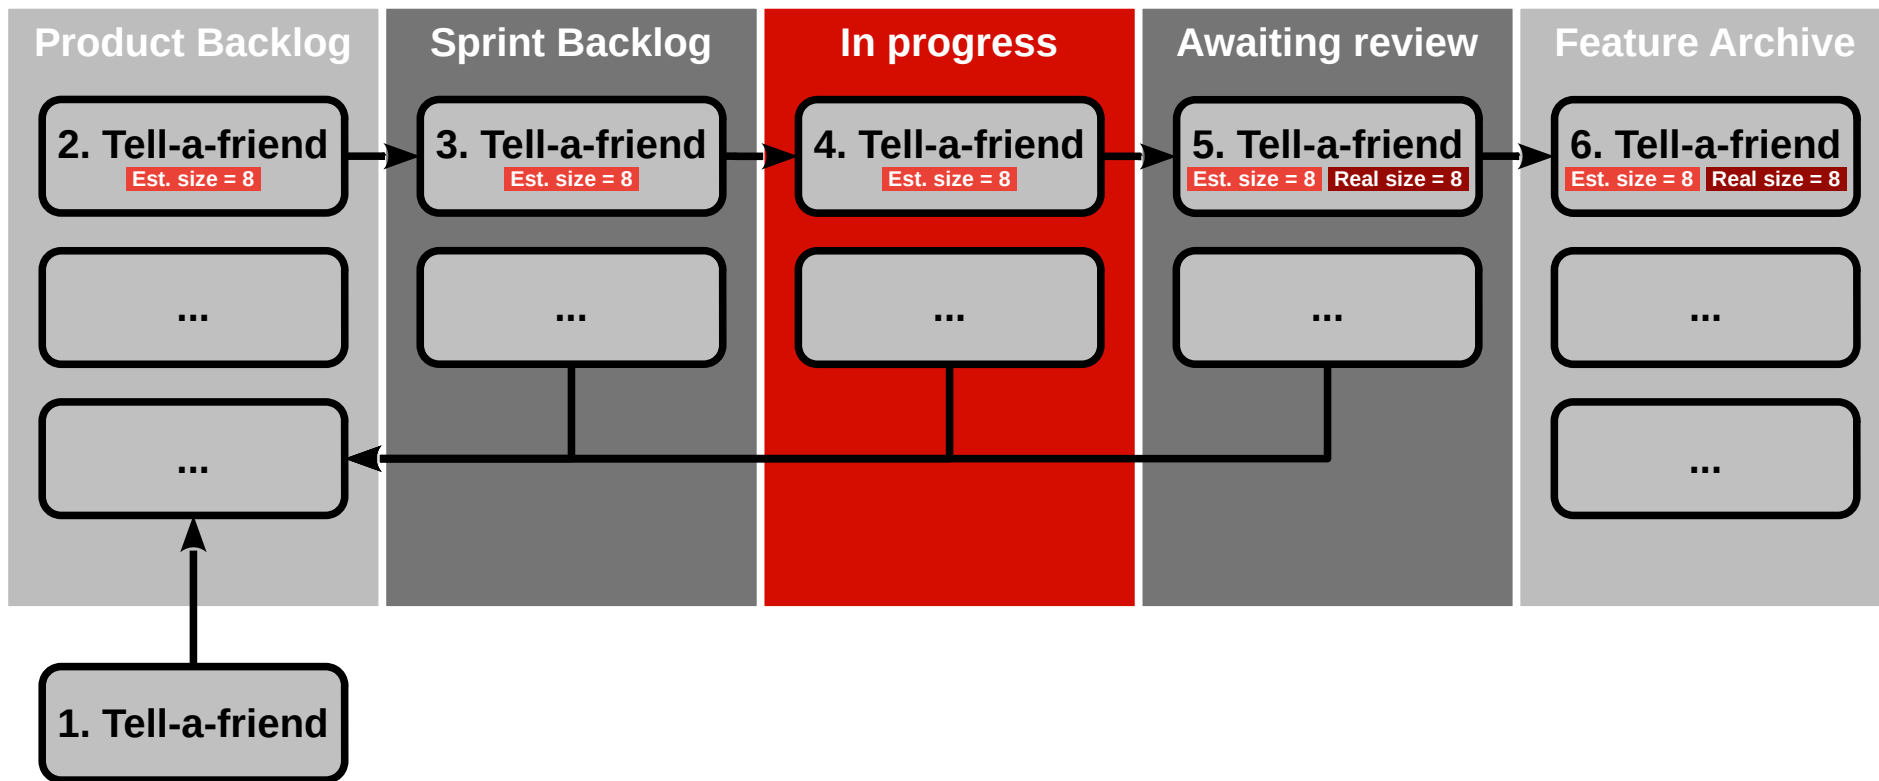 Product Backlog
Sprint Backlog
In progress
Awaiting review
Feature Archive
2. Tell-a-friend
Est. size = 8
3. Tell-a-friend
Est. size = 8
4. Tell-a-friend
Est. size = 8
5. Tell-a-friend
Est. size = 8 Real size = 8
6. Tell-a-friend
Est. size = 8 Real size = 8
...
...
...
...
...
...
...
1. Tell-a-friend